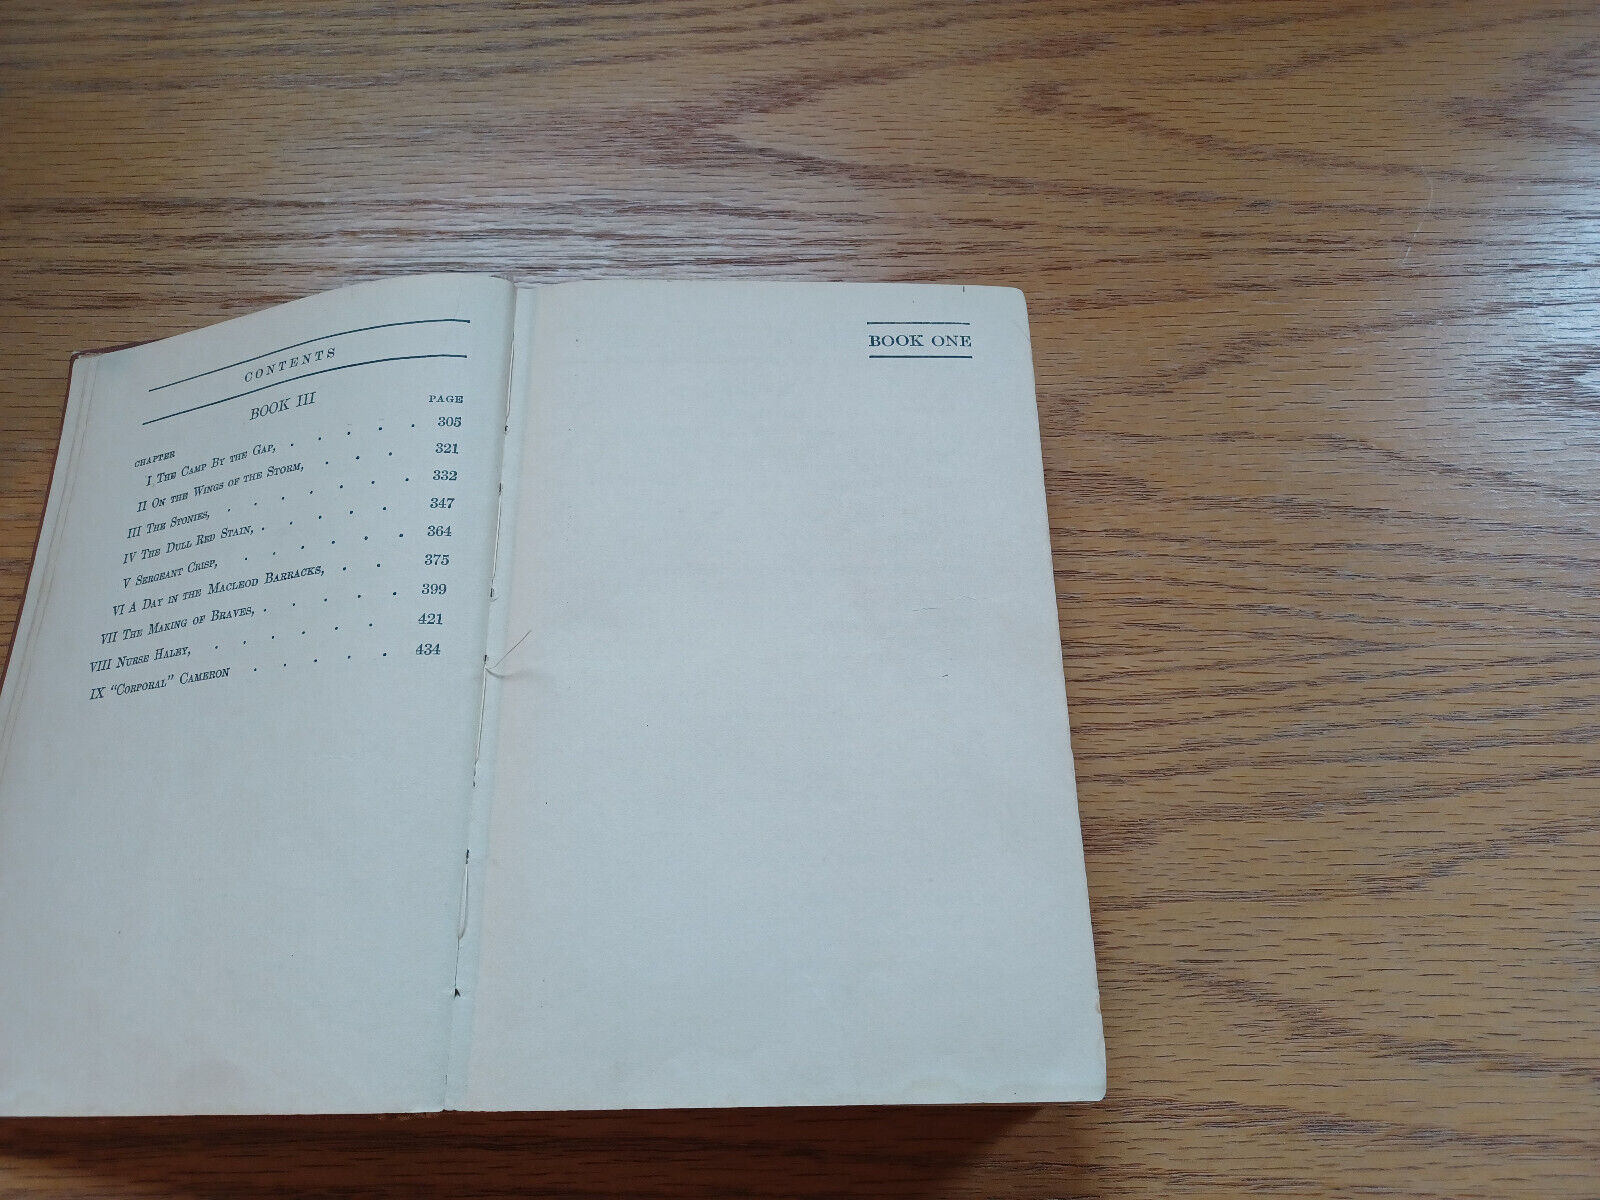 CONTENTS
BOOK III
CHAPTER PAGE
I The Camp By the Gap, . . . . 305
II On the Wings of the Storm, . . . 321
III The Stonies, . . . . . . 332
IV The Dull Red Stain, . . . . 347
V Sergeant Crisp, . . . . . 364
VI A Day in the Macleod Barracks, . . 375
VII The Making of Braves, . . . . . 399
VIII Nurse Haley, . . . . . 421
IX "Corporal" Cameron . . . . . 434
BOOK ONE